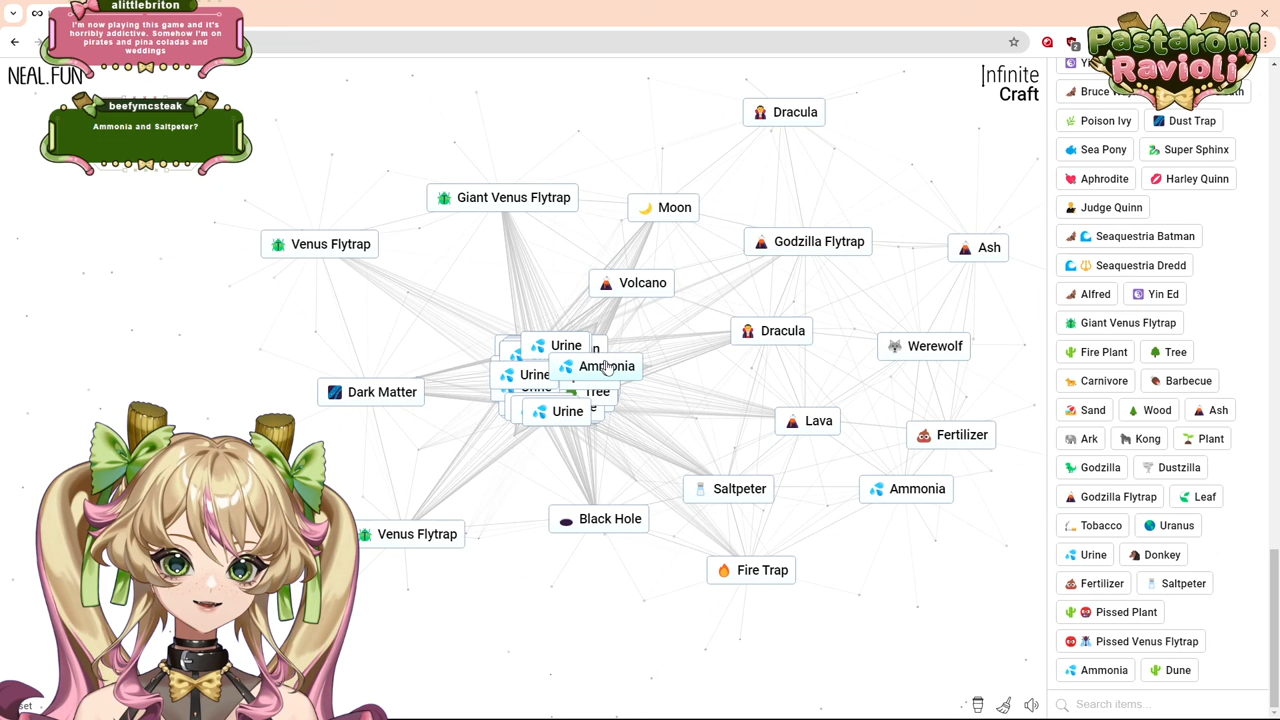 alittlebriton
I'm now playing this game and it's
horribly addictive. Somehow I'm on
pirates and pina coladas and
weddings
beefymcsteak
Ammonia and Saltpeter?
NEAL.FUN
Infinite
Craft
Pastaroni
Ravioli
Dracula
Giant Venus Flytrap
Moon
Venus Flytrap
Godzilla Flytrap
Ash
Volcano
Dracula
Urine
Werewolf
Ammonia
Urine
Urine
Tree
Dark Matter
Urine
Lava
Fertilizer
Saltpeter
Ammonia
Black Hole
Venus Flytrap
Fire Trap
Poison Ivy Dust Trap
Sea Pony Super Sphinx
Aphrodite Harley Quinn
Judge Quinn
Seaquestria Batman
Seaquestria Dredd
Alfred Yin Ed
Giant Venus Flytrap
Fire Plant Tree
Carnivore Barbecue
Sand Wood Ash
Ark Kong Plant
Godzilla Dustzilla
Godzilla Flytrap Leaf
Tobacco Uranus
Urine Donkey
Fertilizer Saltpeter
Pissed Plant
Pissed Venus Flytrap
Ammonia Dune
Search items...